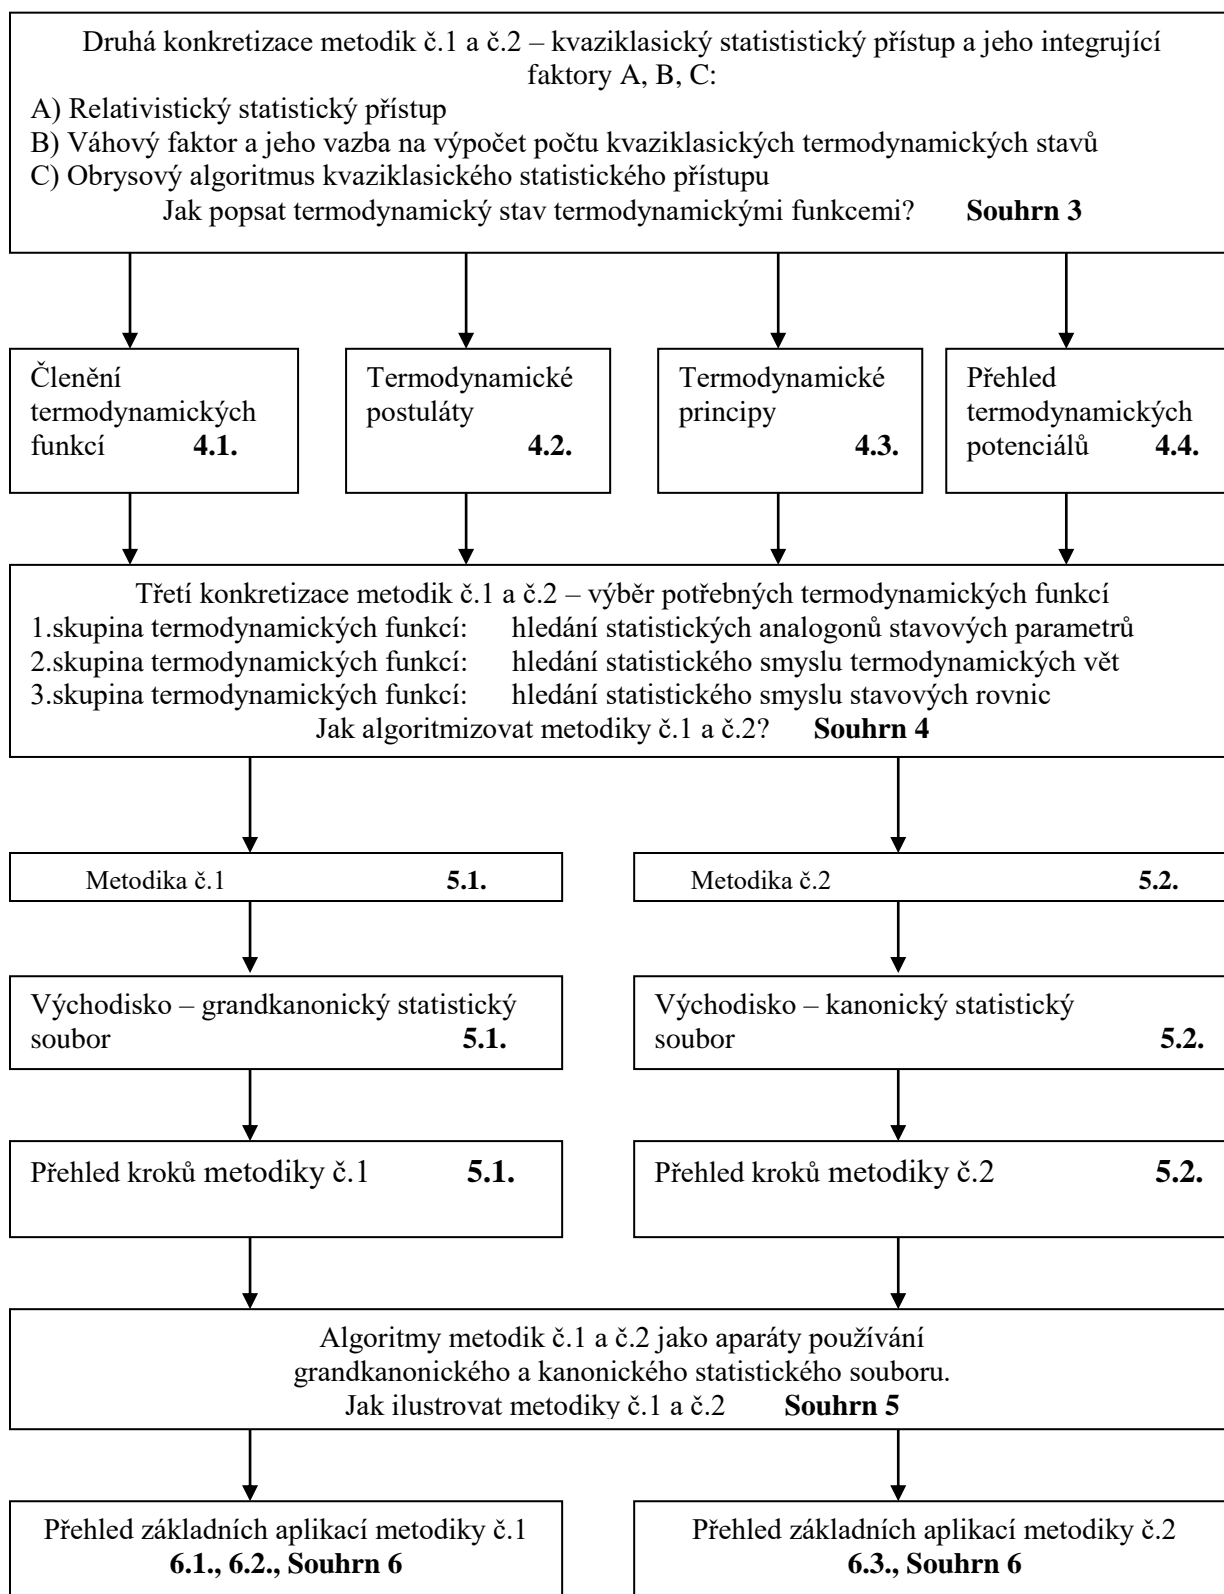 Druhá konkretizace metodik č.1 a č.2 – kvaziklasický statististický přístup a jeho integrující
faktory A, B, C:
A) Relativistický statistický přístup
B) Váhový faktor a jeho vazba na výpočet počtu kvaziklasických termodynamických stavů
C) Obrysový algoritmus kvaziklasického statistického přístupu
Jak popsat termodynamický stav termodynamickými funkcemi? Souhrn 3
Členění
termodynamických
funkcí 4.1.
Termodynamické
postuláty
4.2.
Termodynamické
principy
4.3.
Přehled
termodynamických
potenciálů 4.4.
Třetí konkretizace metodik č.1 a č.2 – výběr potřebných termodynamických funkcí
1.skupina termodynamických funkcí: hledání statistických analogonů stavových parametrů
2.skupina termodynamických funkcí: hledání statistického smyslu termodynamických vět
3.skupina termodynamických funkcí: hledání statistického smyslu stavových rovnic
Jak algoritmizovat metodiky č.1 a č.2? Souhrn 4
Metodika č.1 5.1.
Metodika č.2 5.2.
Východisko – grandkanonický statistický
soubor 5.1.
Východisko – kanonický statistický
soubor 5.2.
Přehled kroků metodiky č.1 5.1.
Přehled kroků metodiky č.2 5.2.
Algoritmy metodik č.1 a č.2 jako aparáty používání
grandkanonického a kanonického statistického souboru.
Jak ilustrovat metodiky č.1 a č.2 Souhrn 5
Přehled základních aplikací metodiky č.1
6.1., 6.2., Souhrn 6
Přehled základních aplikací metodiky č.2
6.3., Souhrn 6